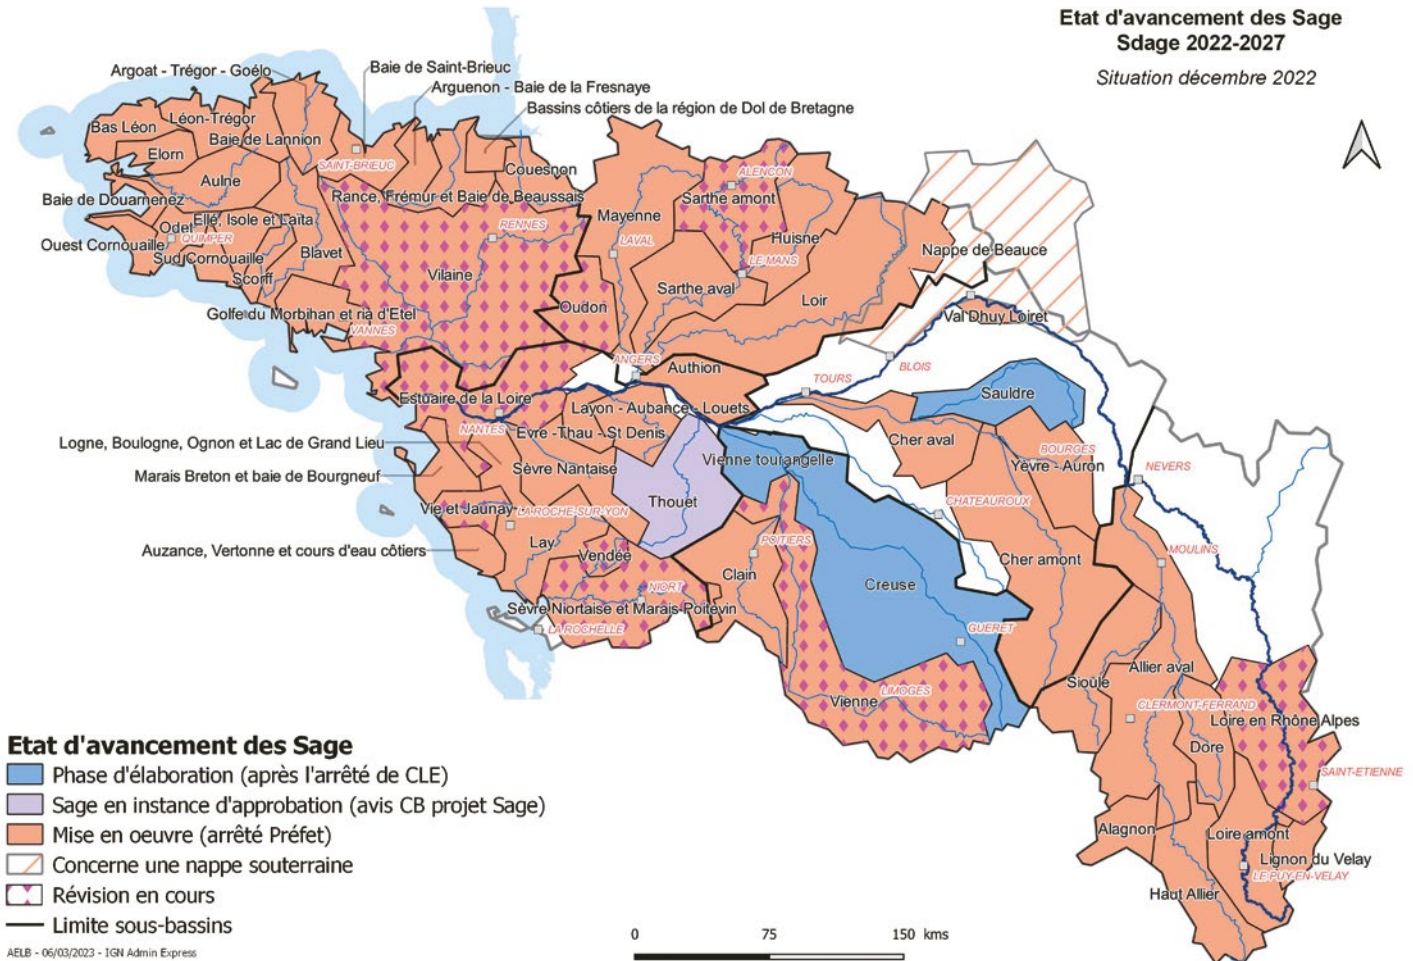 Etat d'avancement des Sage
Sdage 2022-2027
Situation décembre 2022
Argoat - Trégor - Goëlo
Baie de Saint-Brieuc
Arguenon - Baie de la Fresnaye
Bassins côtiers de la région de Dol de Bretagne
Bas Léon
Léon-Trégor
Baie de Lannion
Elorn
SAINT-BRIEUC
Couesnon
ALENCON
Aulne
Rance, Frémur et Baie de Beaussais
Sarthe amont
Baie de Douarnenez
Mayenne
Ellé, Isole et Laïta
Odet
RENNES
QUIMPER
Huisne
Ouest Cornouaille
LAVAL
Nappe de Beauce
Sud Cornouaille
Blavet
LE MANS
Scorff
Vilaine
Sarthe aval
Loir
Oudon
Golfe du Morbihan et ria d'Etel
Val Dhuy Loiret
VANNES
ANGERS
Authion
BLOIS
TOURS
Sauldre
Estuaire de la Loire
Layon - Aubance - Louets
NANTES
Evre -Thau - St Denis
Cher aval
Logne, Boulogne, Ognon et Lac de Grand Lieu
BOURGES
Vienne tourangelle
Yèvre - Auron
Sèvre Nantaise
NEVERS
Marais Breton et baie de Bourgneuf
Thouet
CHATEAUROUX
Vie et Jaunay
LA ROCHE-SUR-YON
POITIERS
Lay
Auzance, Vertonne et cours d'eau côtiers
Vendée
MOULINS
Cher amont
Clain
Creuse
NIORT
Sèvre Niortaise et Marais Poitevin
LA ROCHELLE
GUERET
Allier aval
Sioule
LIMOGES
Vienne
CLERMONT-FERRAND
Loire en Rhône Alpes
Dore
SAINT-ETIENNE
Alagnon
Loire amont
Lignon du Velay
LE PUY-EN-VELAY
Haut Allier
Etat d'avancement des Sage
Phase d'élaboration (après l'arrêté de CLE)
Sage en instance d'approbation (avis CB projet Sage)
Mise en oeuvre (arrêté Préfet)
Concerne une nappe souterraine
Révision en cours
Limite sous-bassins
AELB - 06/03/2023 - IGN Admin Express
0 75 150 kms